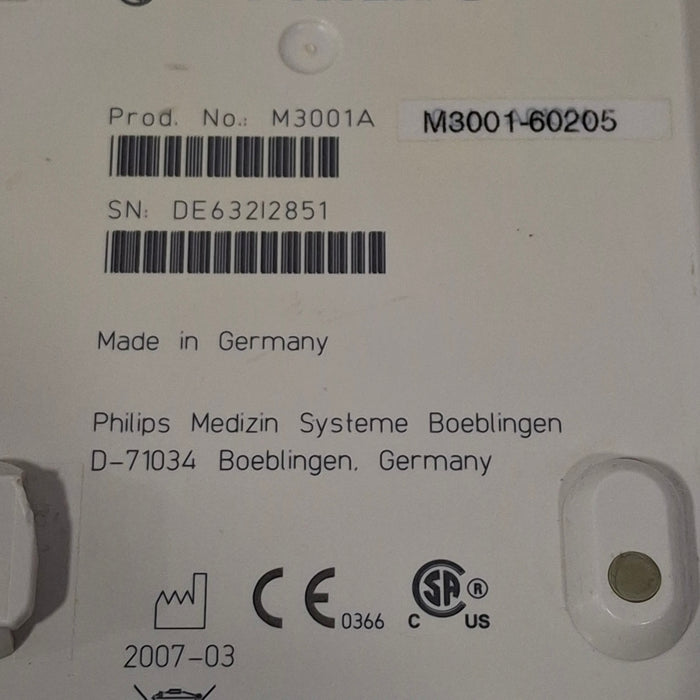 Prod. No.: M3001A M3001-60205
SN: DE632I2851
Made in Germany
Philips Medizin Systeme Boeblingen
D-71034 Boeblingen, Germany
CE 0366
C SA ® US
2007-03